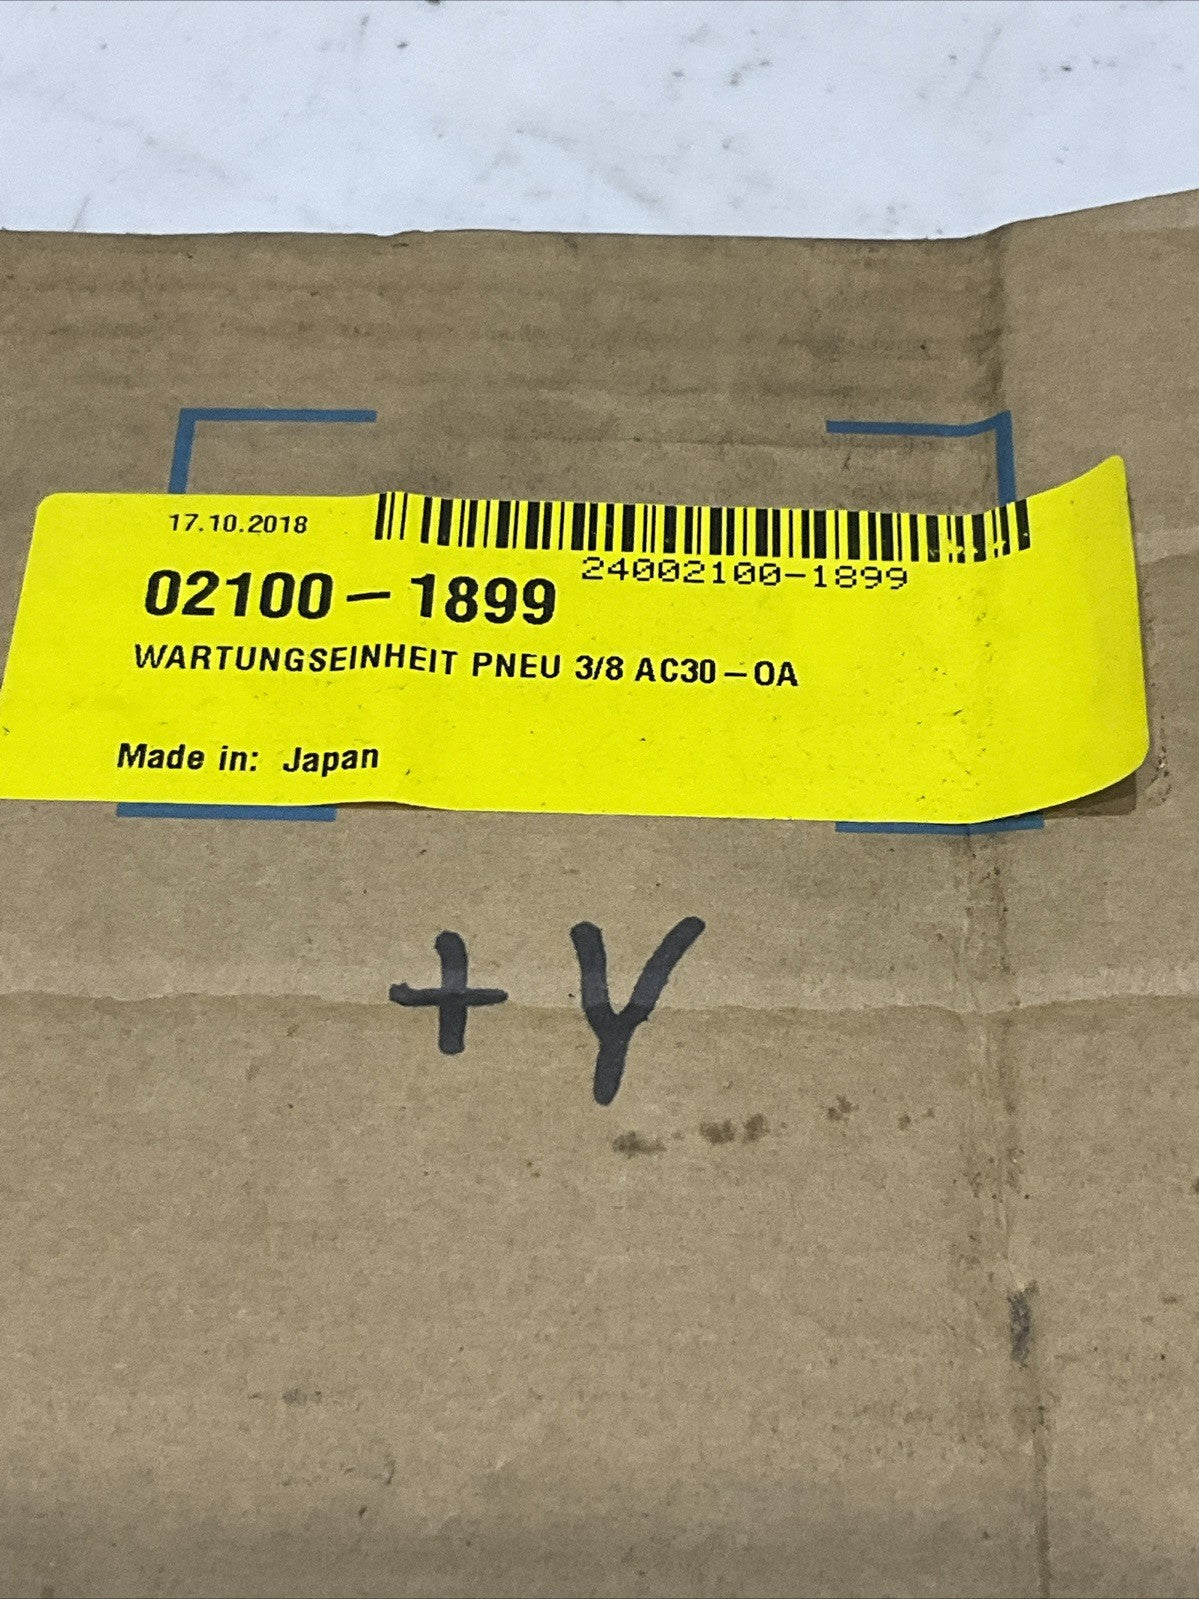 17.10.2018
24002100-1899
02100-1899
WARTUNGSEINHEIT PNEU 3/8 AC30-OA
Made in: Japan
+ Y